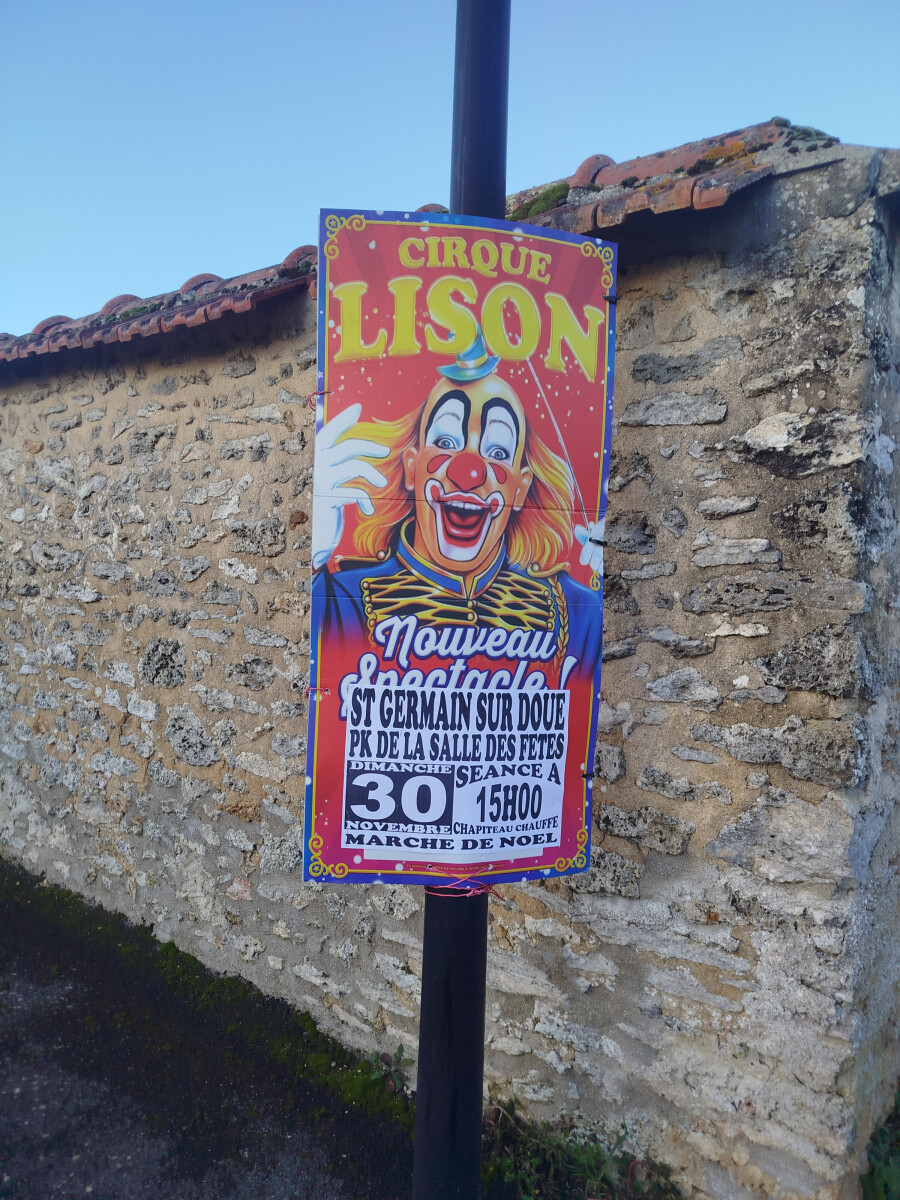 CIRQUE
LISON
Nouveau
Spectacle !
ST GERMAIN SUR DOUE
PK DE LA SALLE DES FETES
DIMANCHE
30
NOVEMBRE
SEANCE A
15H00
CHAPITEAU CHAUFFE
MARCHE DE NOEL